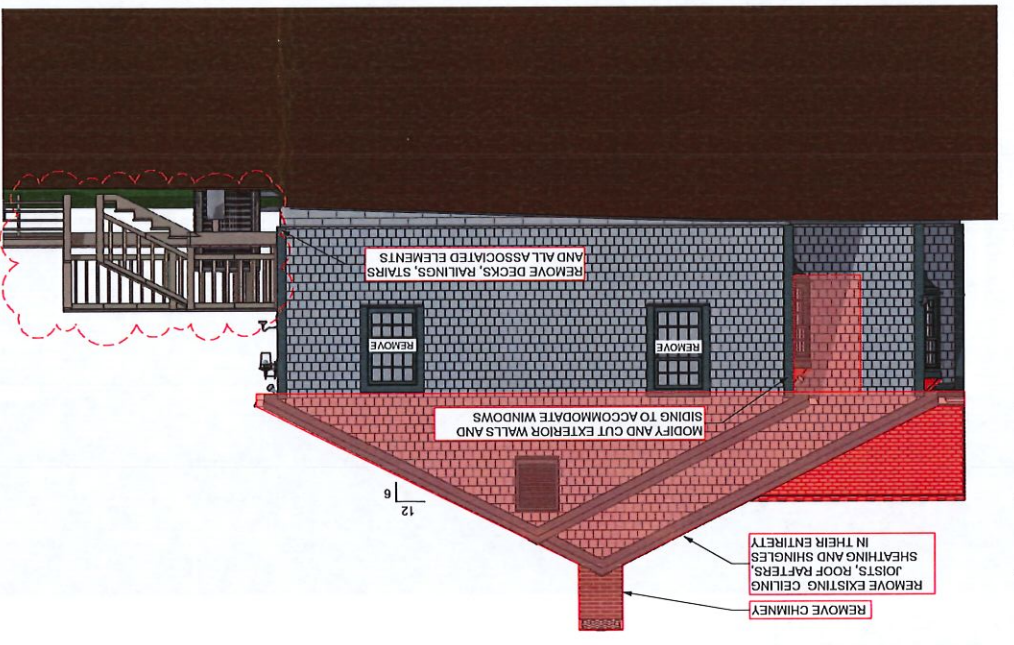 REMOVE CHIMNEY
REMOVE EXISTING CEILING
JOISTS, ROOF RAFTERS,
SHEATHING AND SHINGLES
IN THEIR ENTIRETY
12
6
MODIFY AND CUT EXTERIOR WALLS AND
SIDING TO ACCOMMODATE WINDOWS
REMOVE
REMOVE
REMOVE DECKS, RAILINGS, STAIRS
AND ALL ASSOCIATED ELEMENTS